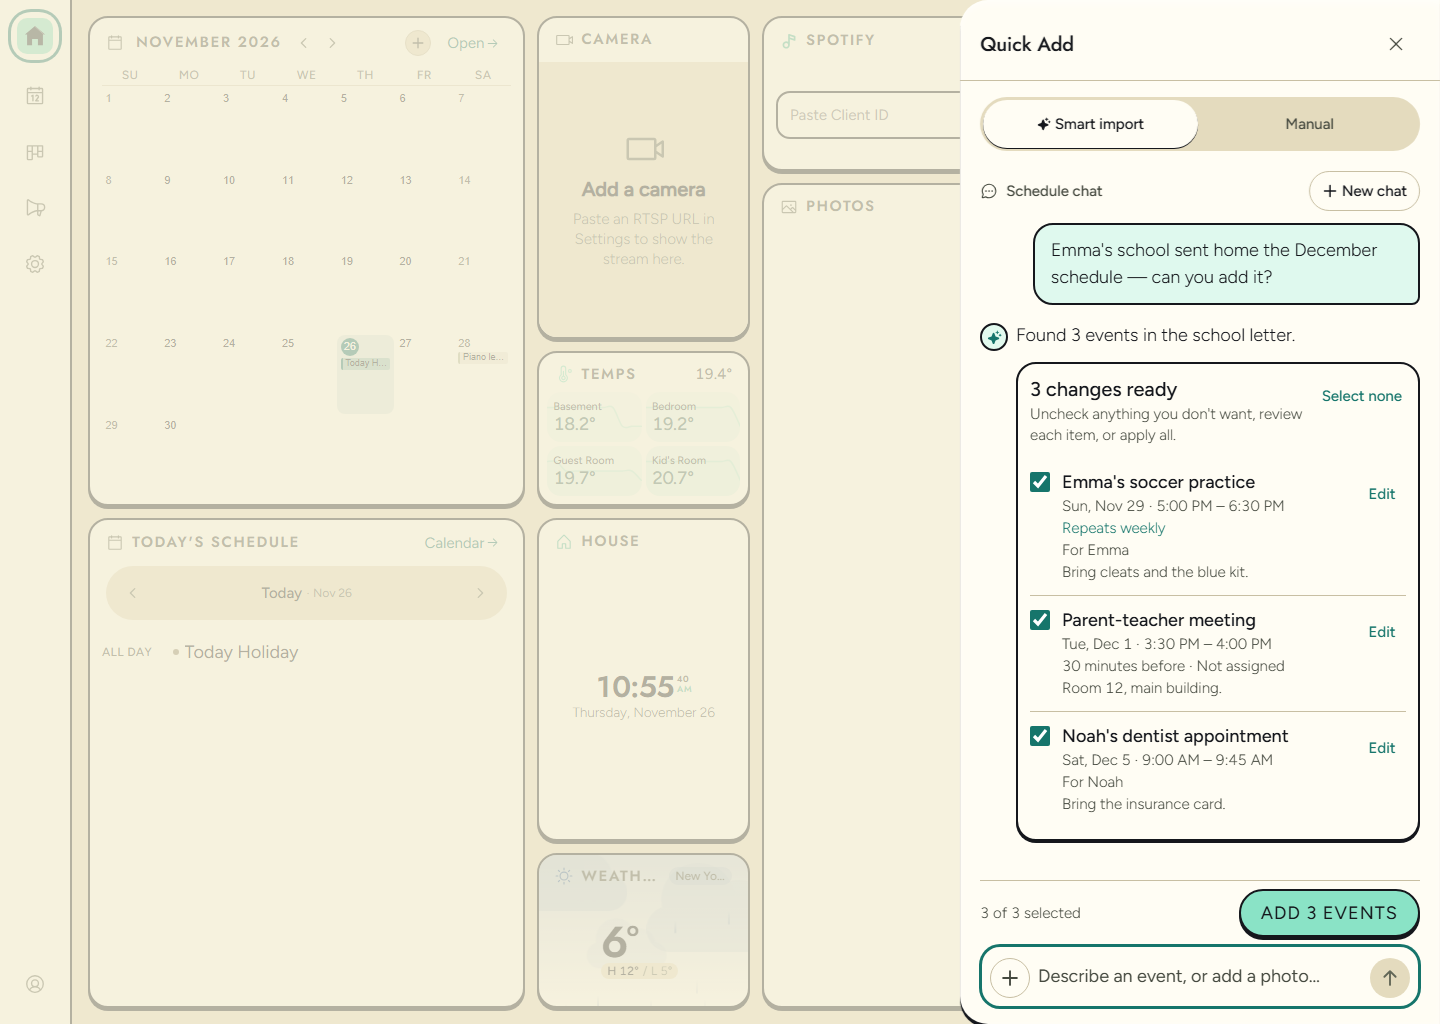 NOVEMBER 2026
Open
SU MO TU WE TH FR SA
1 2 3 4 5 6 7
8 9 10 11 12 13 14
15 16 17 18 19 20 21
22 23 24 25 26 27 28
Today H... Piano le...
29 30
TODAY'S SCHEDULE
Calendar
Today · Nov 26
ALL DAY Today Holiday
CAMERA
Add a camera
Paste an RTSP URL in
Settings to show the
stream here.
TEMPS 19.4°
Basement Bedroom
18.2° 19.2°
Guest Room Kid's Room
19.7° 20.7°
HOUSE
10:55 40 AM
Thursday, November 26
WEATH... New Yo...
6°
H 12° / L 5°
SPOTIFY
Paste Client ID
PHOTOS
12
Quick Add
Smart import Manual
Schedule chat New chat
Emma's school sent home the December
schedule — can you add it?
Found 3 events in the school letter.
3 changes ready
Select none
Uncheck anything you don't want, review
each item, or apply all.
Emma's soccer practice
Edit
Sun, Nov 29 · 5:00 PM – 6:30 PM
Repeats weekly
For Emma
Bring cleats and the blue kit.
Parent-teacher meeting
Edit
Tue, Dec 1 · 3:30 PM – 4:00 PM
30 minutes before · Not assigned
Room 12, main building.
Noah's dentist appointment
Edit
Sat, Dec 5 · 9:00 AM – 9:45 AM
For Noah
Bring the insurance card.
3 of 3 selected
ADD 3 EVENTS
Describe an event, or add a photo...